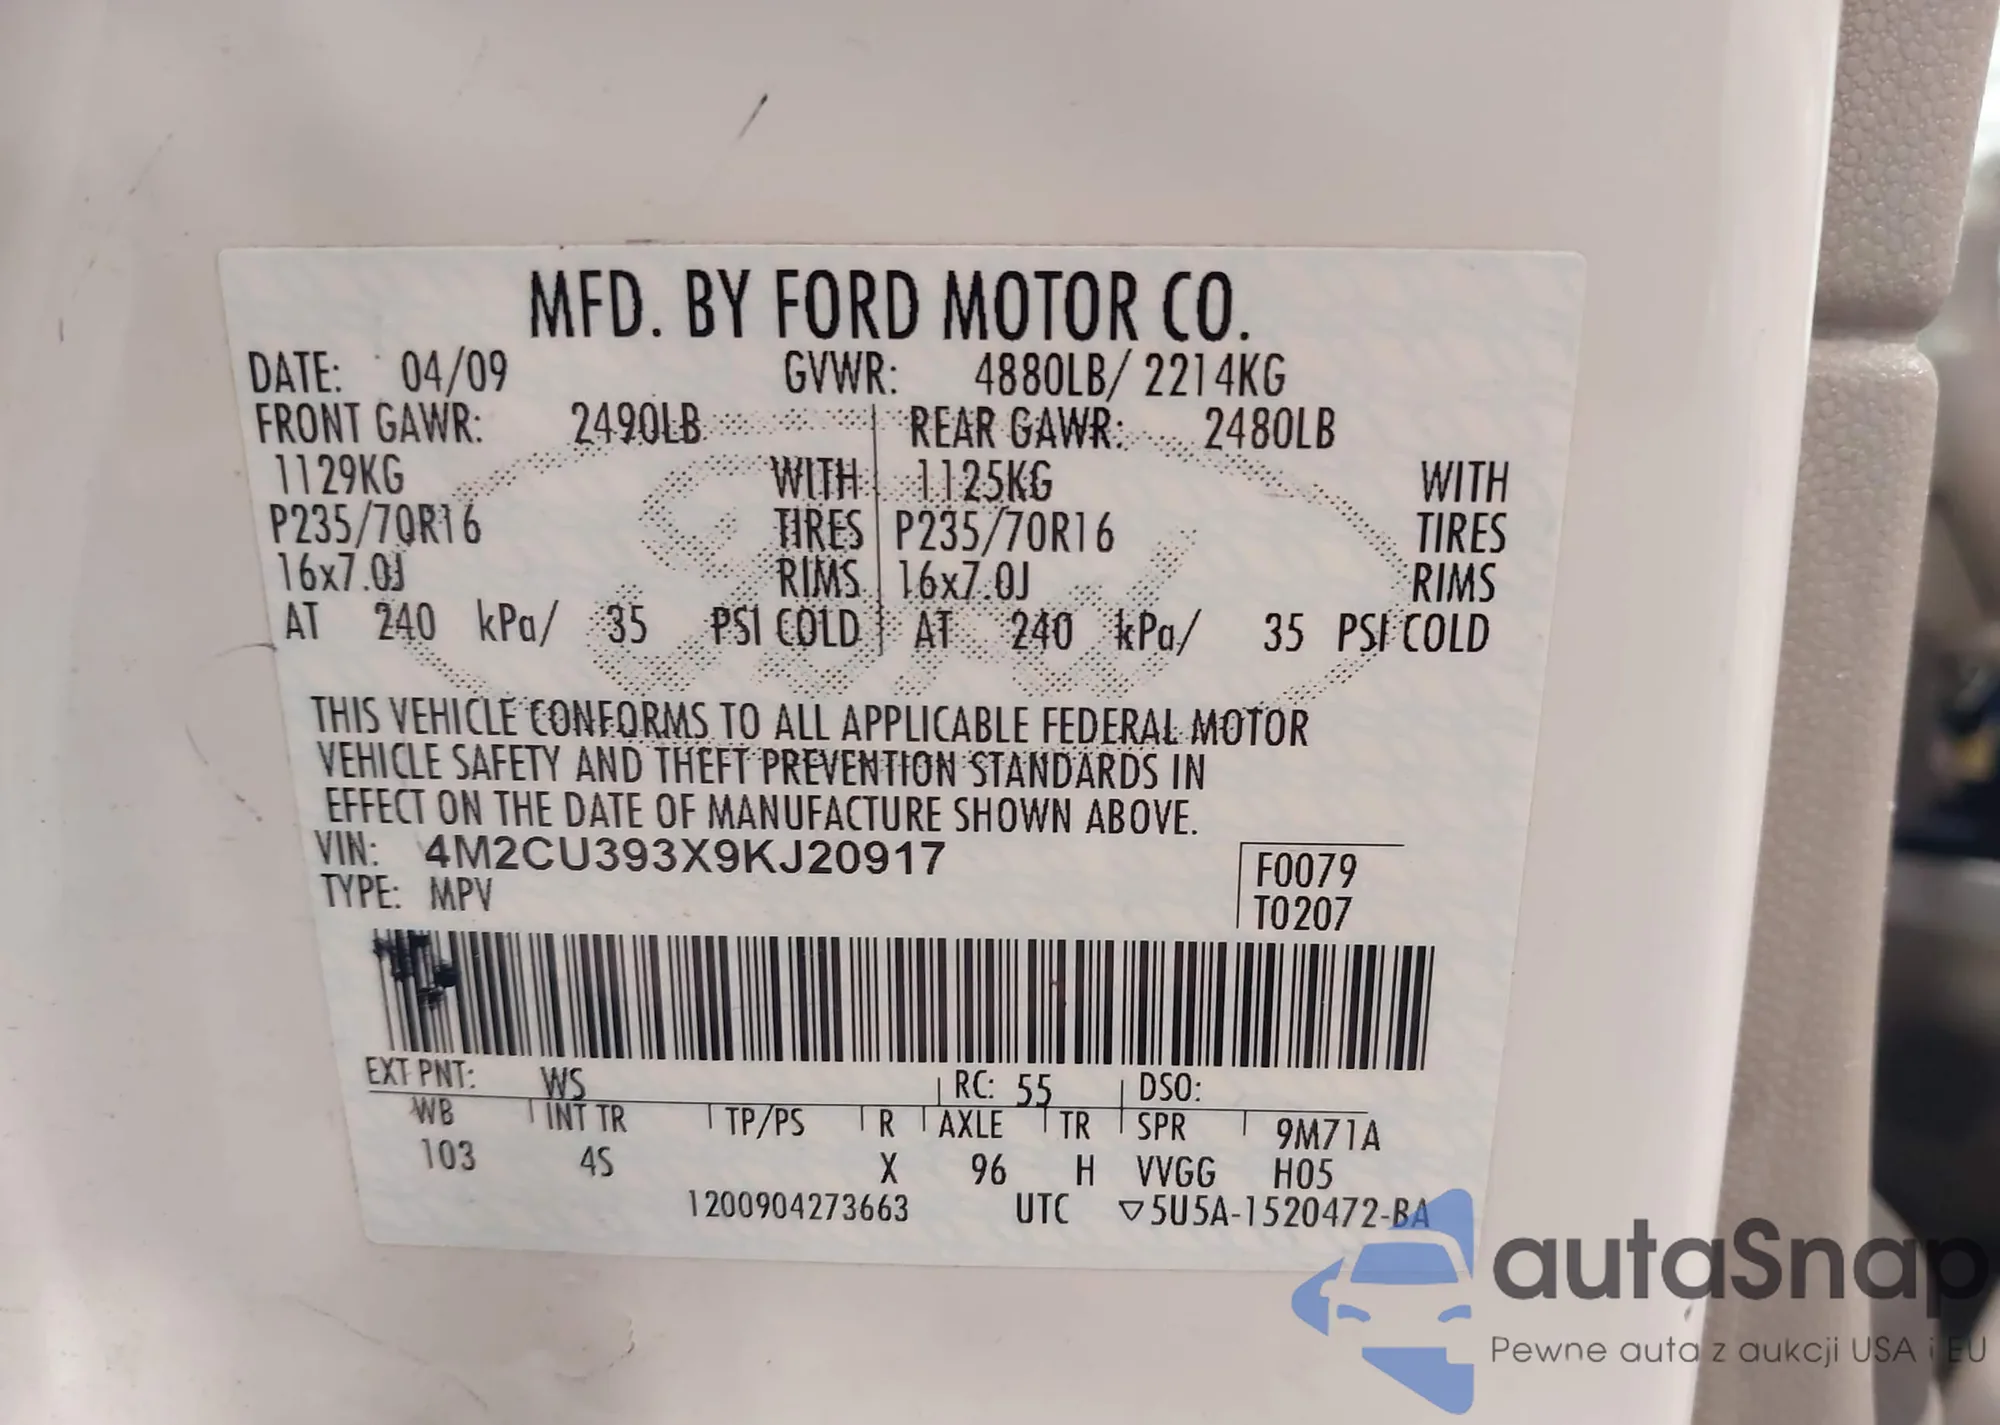 MFD. BY FORD MOTOR CO.
DATE: 04/09 GVWR: 4880LB/ 2214KG
FRONT GAWR: 2490LB REAR GAWR: 2480LB
1129KG WITH 1125KG WITH
P235/70R16 TIRES P235/70R16 TIRES
16x7.0J RIMS 16x7.0J RIMS
AT 240 kPa/ 35 PSI COLD AT 240 kPa/ 35 PSI COLD
THIS VEHICLE CONFORMS TO ALL APPLICABLE FEDERAL MOTOR
VEHICLE SAFETY AND THEFT PREVENTION STANDARDS IN
EFFECT ON THE DATE OF MANUFACTURE SHOWN ABOVE.
VIN: 4M2CU393X9KJ20917 F0079
TYPE: MPV T0207
EXT PNT: WS RC: 55 DSO:
WB INT TR TP/PS R AXLE TR SPR 9M71A
103 4S X 96 H VVGG H05
1200904273663 UTC ▽5U5A-1520472-BA
autaSnap
Pewne auta z aukcji USA i EU